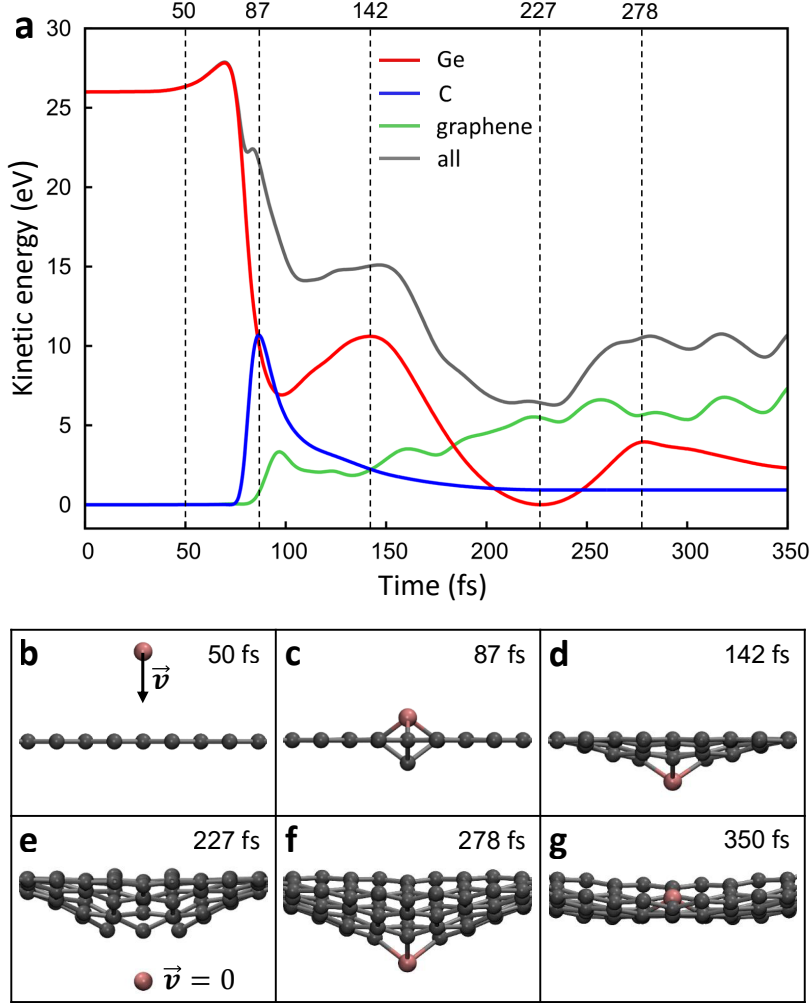 a
50 87 142 227 278
30
25
20
15
10
5
0
Kinetic energy (eV)
Ge
C
graphene
all
0 50 100 150 200 250 300 350
Time (fs)
b 50 fs
v⃗
c 87 fs
d 142 fs
e 227 fs
v⃗ = 0
f 278 fs
g 350 fs